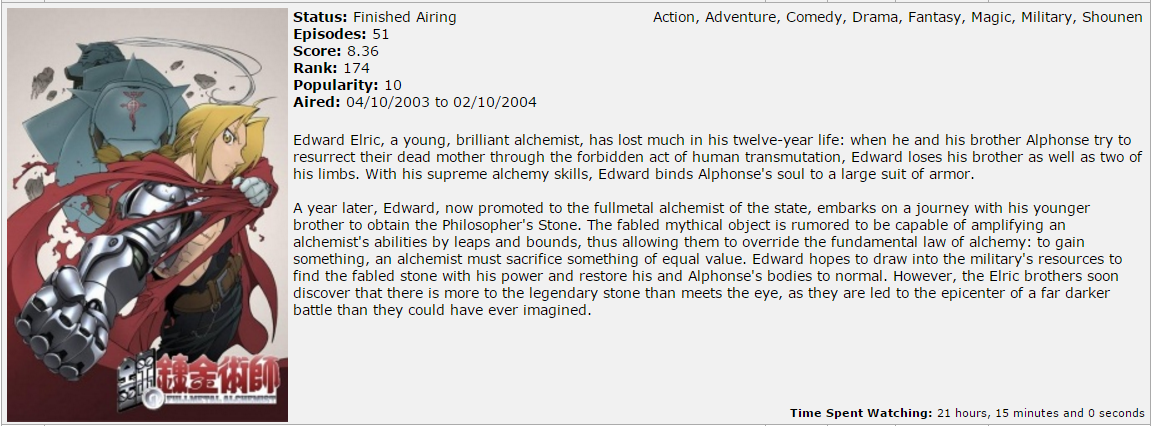 Status: Finished Airing
Action, Adventure, Comedy, Drama, Fantasy, Magic, Military, Shounen
Episodes: 51
Score: 8.36
Rank: 174
Popularity: 10
Aired: 04/10/2003 to 02/10/2004
Edward Elric, a young, brilliant alchemist, has lost much in his twelve-year life: when he and his brother Alphonse try to
resurrect their dead mother through the forbidden act of human transmutation, Edward loses his brother as well as two of
his limbs. With his supreme alchemy skills, Edward binds Alphonse's soul to a large suit of armor.
A year later, Edward, now promoted to the fullmetal alchemist of the state, embarks on a journey with his younger
brother to obtain the Philosopher's Stone. The fabled mythical object is rumored to be capable of amplifying an
alchemist's abilities by leaps and bounds, thus allowing them to override the fundamental law of alchemy: to gain
something, an alchemist must sacrifice something of equal value. Edward hopes to draw into the military's resources to
find the fabled stone with his power and restore his and Alphonse's bodies to normal. However, the Elric brothers soon
discover that there is more to the legendary stone than meets the eye, as they are led to the epicenter of a far darker
battle than they could have ever imagined.
鋼の錬金術師
FULLMETAL ALCHEMIST
Time Spent Watching: 21 hours, 15 minutes and 0 seconds